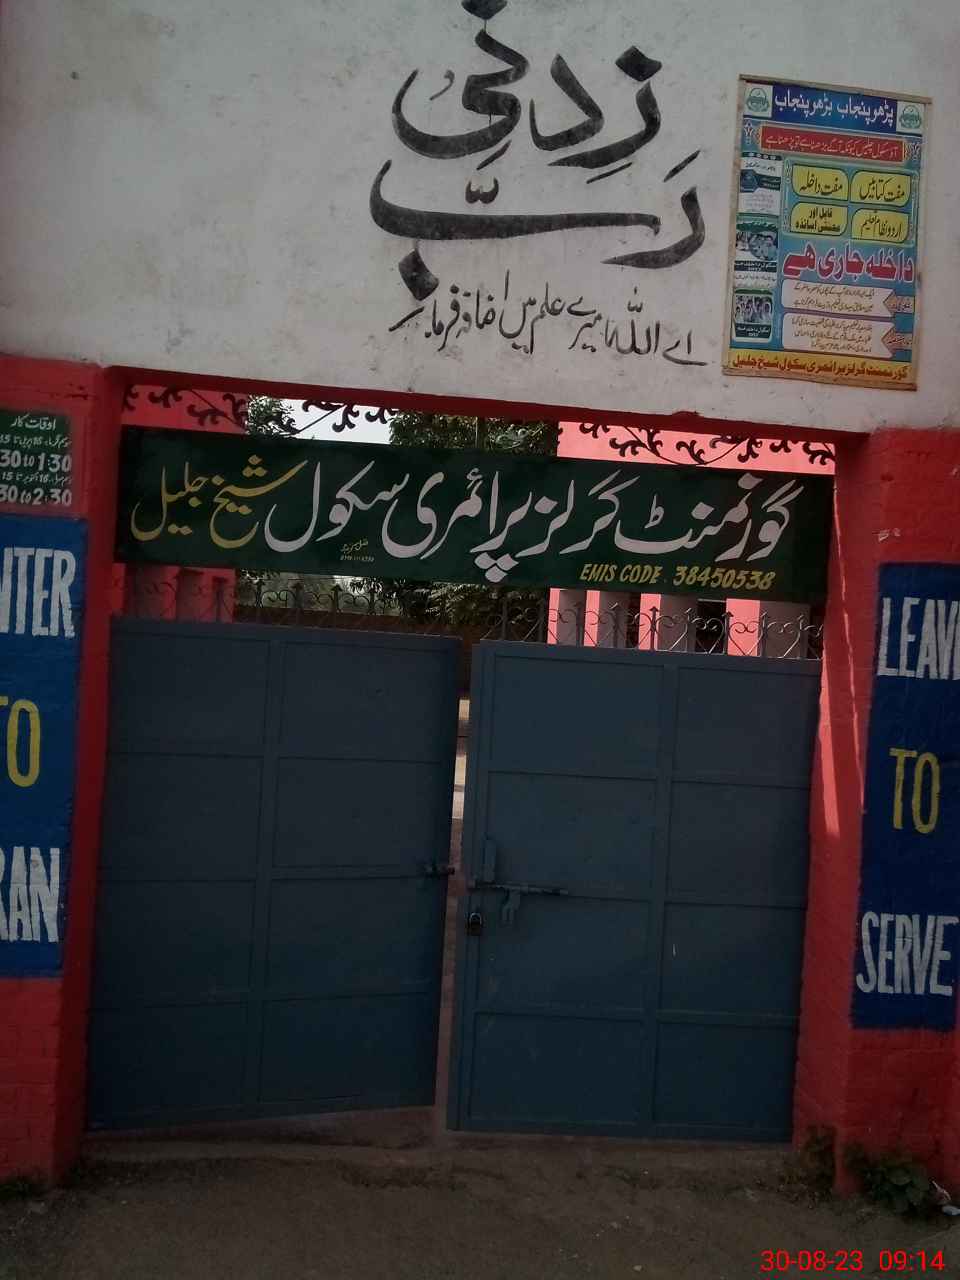 زدنی
رب
اے اللہ میرے علم میں اضافہ فرما
پڑھو پنجاب بڑھو پنجاب
مفت کتابیں
مفت داخلہ
اردو نظام تعلیم
قابل اور
محنتی اساتذہ
داخلہ جاری ھے
گورنمنٹ گرلز پرائمری سکول شیخ جلیل
اوقات کار
30 to 1:30
30 to 2:30
گورنمنٹ گرلز پرائمری سکول شیخ جلیل
EMIS CODE 38450538
NTER
TO
RAN
LEAV
TO
SERVE
30-08-23 09:14